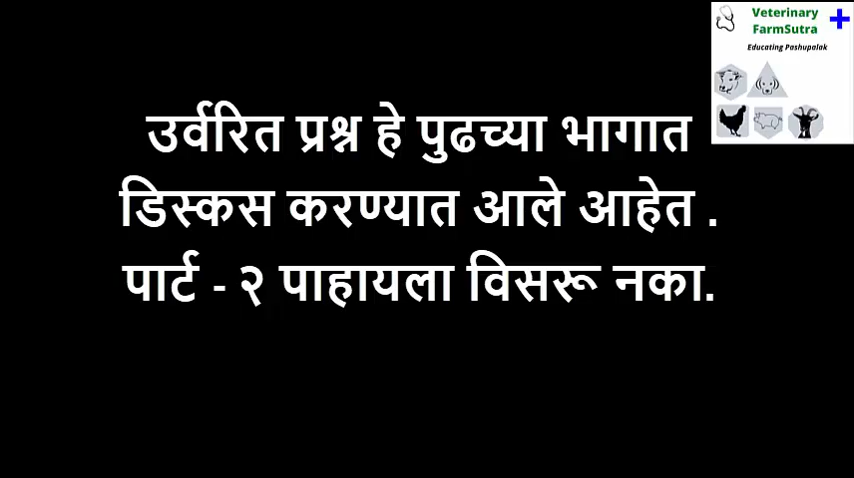 Veterinary
FarmSutra
Educating Pashupalak
उर्वरित प्रश्न हे पुढच्या भागात
डिस्कस करण्यात आले आहेत .
पार्ट - २ पाहायला विसरू नका.